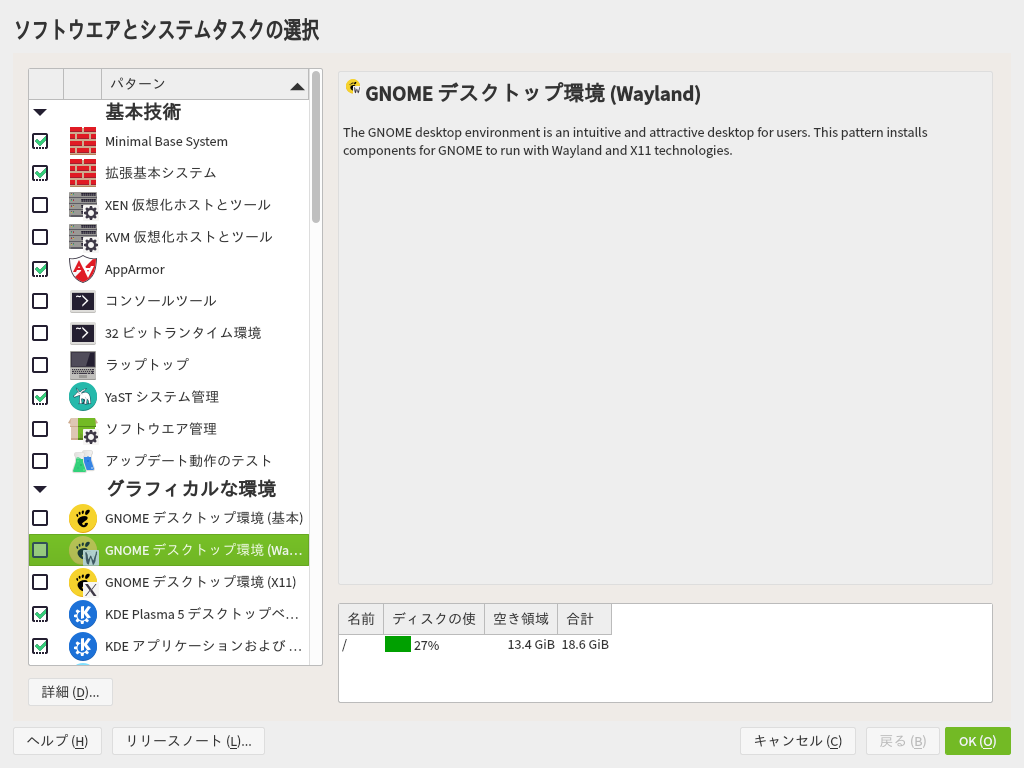 ソフトウエアとシステムタスクの選択
パターン
基本技術
Minimal Base System
拡張基本システム
XEN 仮想化ホストとツール
KVM 仮想化ホストとツール
AppArmor
コンソールツール
32 ビットランタイム環境
ラップトップ
YaST システム管理
ソフトウエア管理
アップデート動作のテスト
グラフィカルな環境
GNOME デスクトップ環境 (基本)
GNOME デスクトップ環境 (Wa...
GNOME デスクトップ環境 (X11)
KDE Plasma 5 デスクトップベ...
KDE アプリケーションおよび ...
詳細 (D)...
GNOME デスクトップ環境 (Wayland)
The GNOME desktop environment is an intuitive and attractive desktop for users. This pattern installs
components for GNOME to run with Wayland and X11 technologies.
名前 ディスクの使 空き領域 合計
/ 27% 13.4 GiB 18.6 GiB
ヘルプ (H) リリースノート (L)... キャンセル (C) 戻る (B) OK (O)